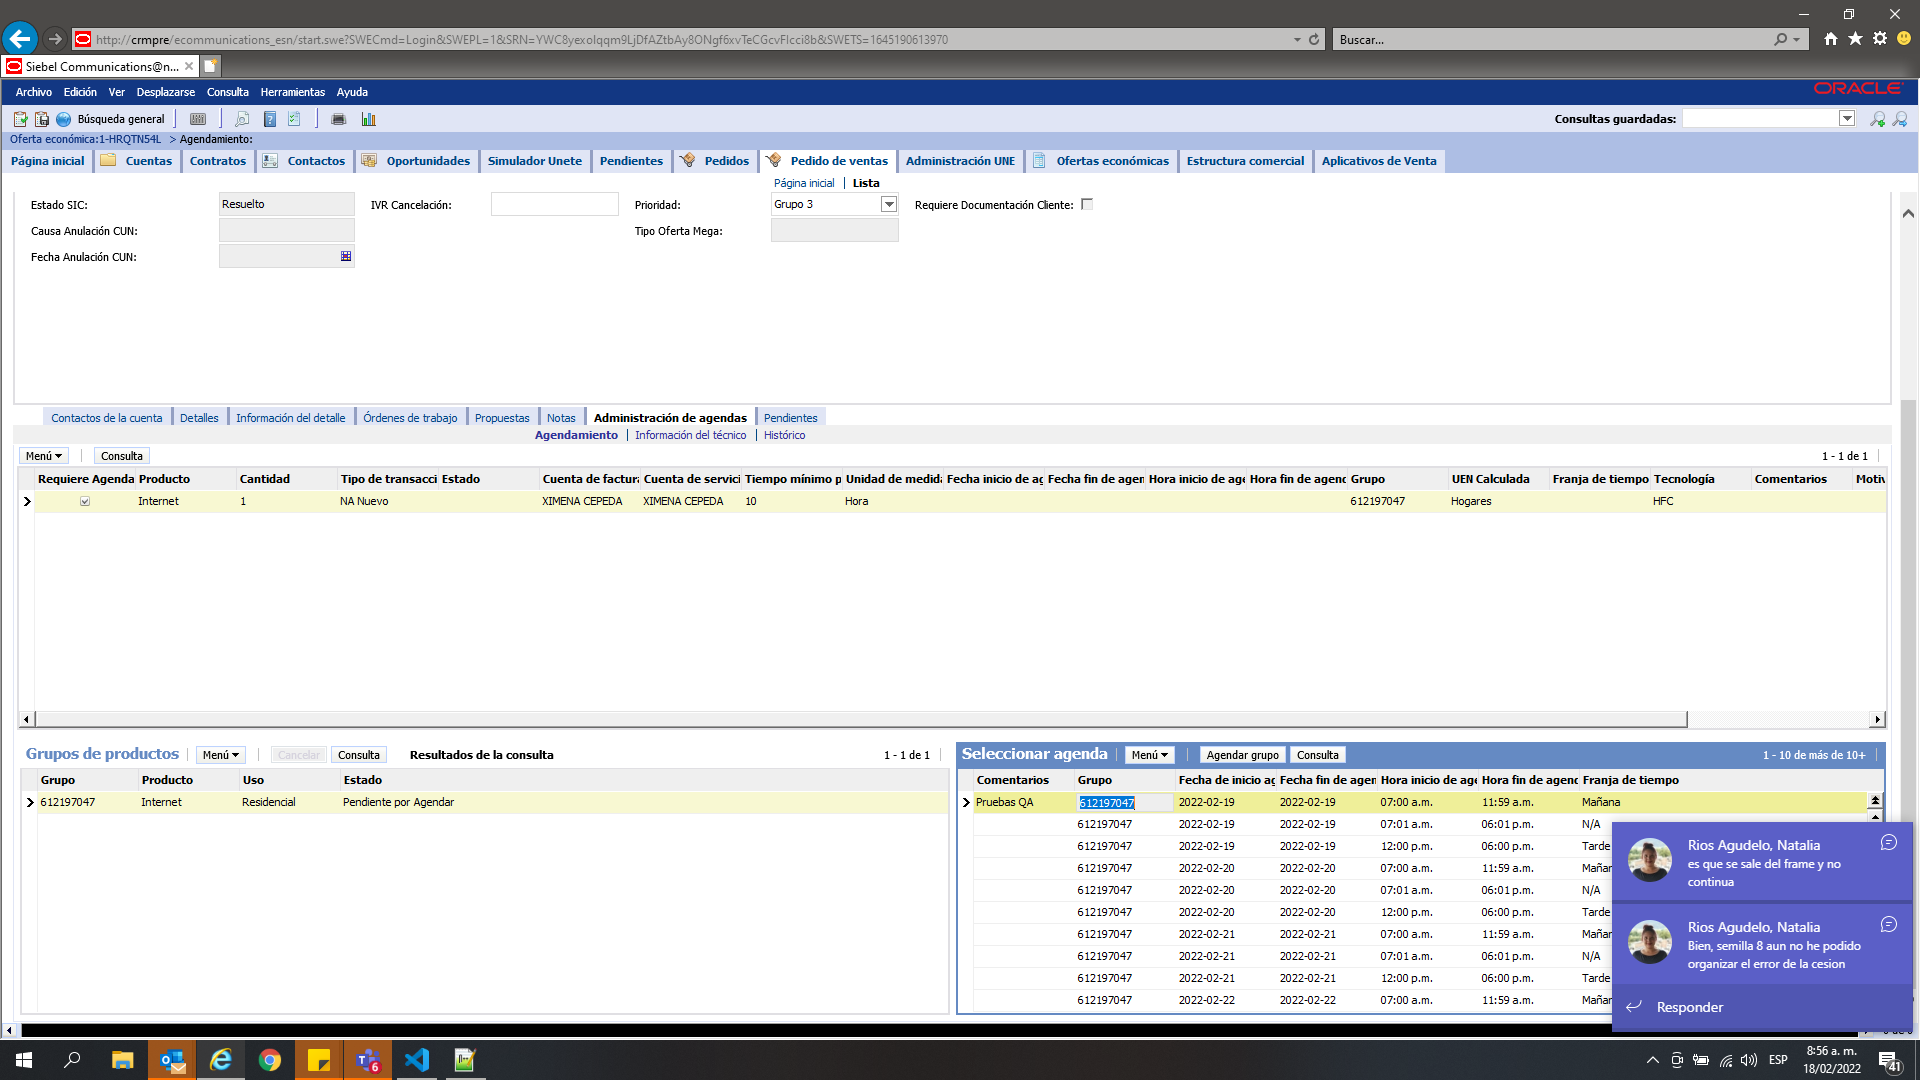 http://crmpre/ecommunications_esn/start.swe?SWECmd=Login&SWEPL=1&SRN=YWC8yexoIqqm9LjDfAZtbAy8ONgf6xvTeCGcvFIcci8b&SWETS=1645190613970
Buscar...
Siebel Communications@n...
Archivo Edición Ver Desplazarse Consulta Herramientas Ayuda
ORACLE
Búsqueda general
Consultas guardadas:
Oferta económica:1-HRQTN54L > Agendamiento:
Página inicial Cuentas Contratos Contactos Oportunidades Simulador Unete Pendientes Pedidos Pedido de ventas Administración UNE Ofertas económicas Estructura comercial Aplicativos de Venta
Página inicial Lista
Estado SIC: Resuelto IVR Cancelación: Prioridad: Grupo 3 Requiere Documentación Cliente:
Causa Anulación CUN: Tipo Oferta Mega:
Fecha Anulación CUN:
Contactos de la cuenta Detalles Información del detalle Órdenes de trabajo Propuestas Notas Administración de agendas Pendientes
Agendamiento Información del técnico Histórico
Menú Consulta 1 - 1 de 1
Requiere Agenda Producto Cantidad Tipo de transacci Estado Cuenta de factura Cuenta de servici Tiempo mínimo p Unidad de medida Fecha inicio de ag Fecha fin de agen Hora inicio de age Hora fin de agend Grupo UEN Calculada Franja de tiempo Tecnología Comentarios Motiv
Internet 1 NA Nuevo XIMENA CEPEDA XIMENA CEPEDA 10 Hora 612197047 Hogares HFC
Grupos de productos Menú Cancelar Consulta Resultados de la consulta 1 - 1 de 1
Grupo Producto Uso Estado
612197047 Internet Residencial Pendiente por Agendar
Seleccionar agenda Menú Agendar grupo Consulta 1 - 10 de más de 10+
Comentarios Grupo Fecha de inicio ag Fecha fin de agen Hora inicio de age Hora fin de agend Franja de tiempo
Pruebas QA 612197047 2022-02-19 2022-02-19 07:00 a.m. 11:59 a.m. Mañana
612197047 2022-02-19 2022-02-19 07:01 a.m. 06:01 p.m. N/A
612197047 2022-02-19 2022-02-19 12:00 p.m. 06:00 p.m. Tarde
612197047 2022-02-20 2022-02-20 07:00 a.m. 11:59 a.m. Mañan
612197047 2022-02-20 2022-02-20 07:01 a.m. 06:01 p.m. N/A
612197047 2022-02-20 2022-02-20 12:00 p.m. 06:00 p.m. Tarde
612197047 2022-02-21 2022-02-21 07:00 a.m. 11:59 a.m. Mañan
612197047 2022-02-21 2022-02-21 07:01 a.m. 06:01 p.m. N/A
612197047 2022-02-21 2022-02-21 12:00 p.m. 06:00 p.m. Tarde
612197047 2022-02-22 2022-02-22 07:00 a.m. 11:59 a.m. Mañan
Rios Agudelo, Natalia
es que se sale del frame y no
continua
Rios Agudelo, Natalia
Bien, semilla 8 aun no he podido
organizar el error de la cesion
Responder
6
ESP
8:56 a. m.
18/02/2022
41